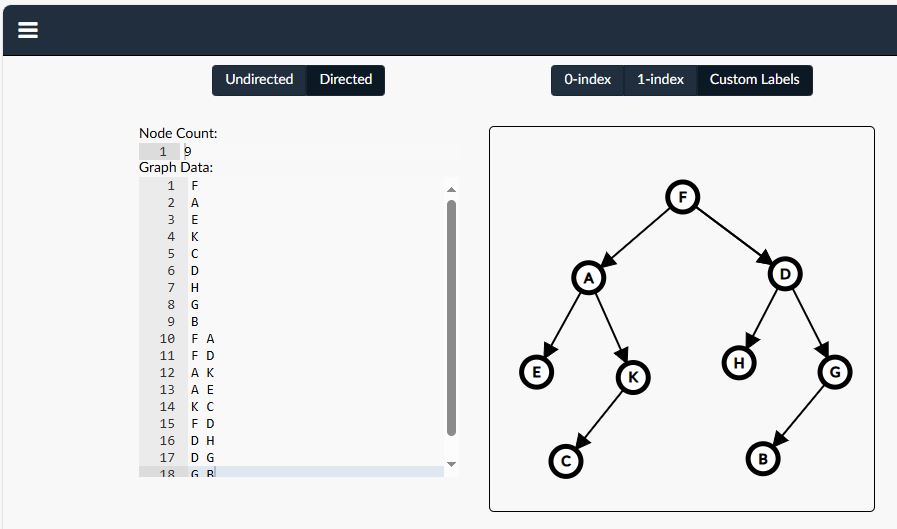 Undirected Directed 0-index 1-index Custom Labels
Node Count:
1 9
Graph Data:
1 F
2 A
3 E
4 K
5 C
6 D
7 H
8 G
9 B
10 F A
11 F D
12 A K
13 A E
14 K C
15 F D
16 D H
17 D G
18 G B
F
A D
E K H G
C B